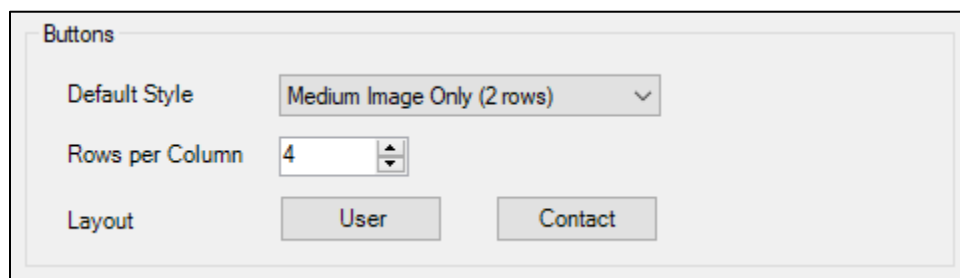 Buttons
Default Style Medium Image Only (2 rows)
Rows per Column 4
Layout User Contact